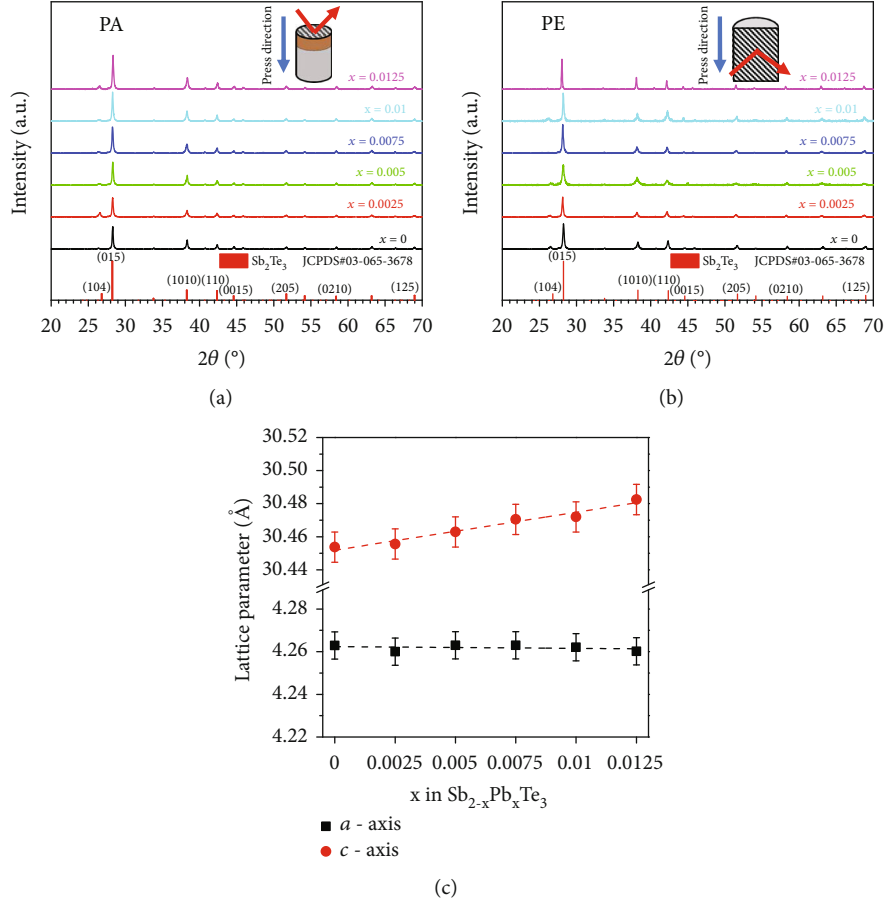 PA
Press direction
x = 0.0125
x = 0.01
x = 0.0075
x = 0.005
x = 0.0025
x = 0
(015)
Sb2Te3 JCPDS#03-065-3678
(104) (1010)(110) (0015) (205) (0210) (125)
20 25 30 35 40 45 50 55 60 65 70
2θ (°)
Intensity (a.u.)
(a)
PE
Press direction
x = 0.0125
x = 0.01
x = 0.0075
x = 0.005
x = 0.0025
x = 0
(015)
Sb2Te3 JCPDS#03-065-3678
(104) (1010)(110) (0015) (205) (0210) (125)
20 25 30 35 40 45 50 55 60 65 70
2θ (°)
Intensity (a.u.)
(b)
30.52
30.48
30.46
30.44
4.28
4.26
4.24
4.22
Lattice parameter (Å)
0 0.0025 0.005 0.0075 0.01 0.0125
x in Sb2-xPbxTe3
a - axis
c - axis
(c)